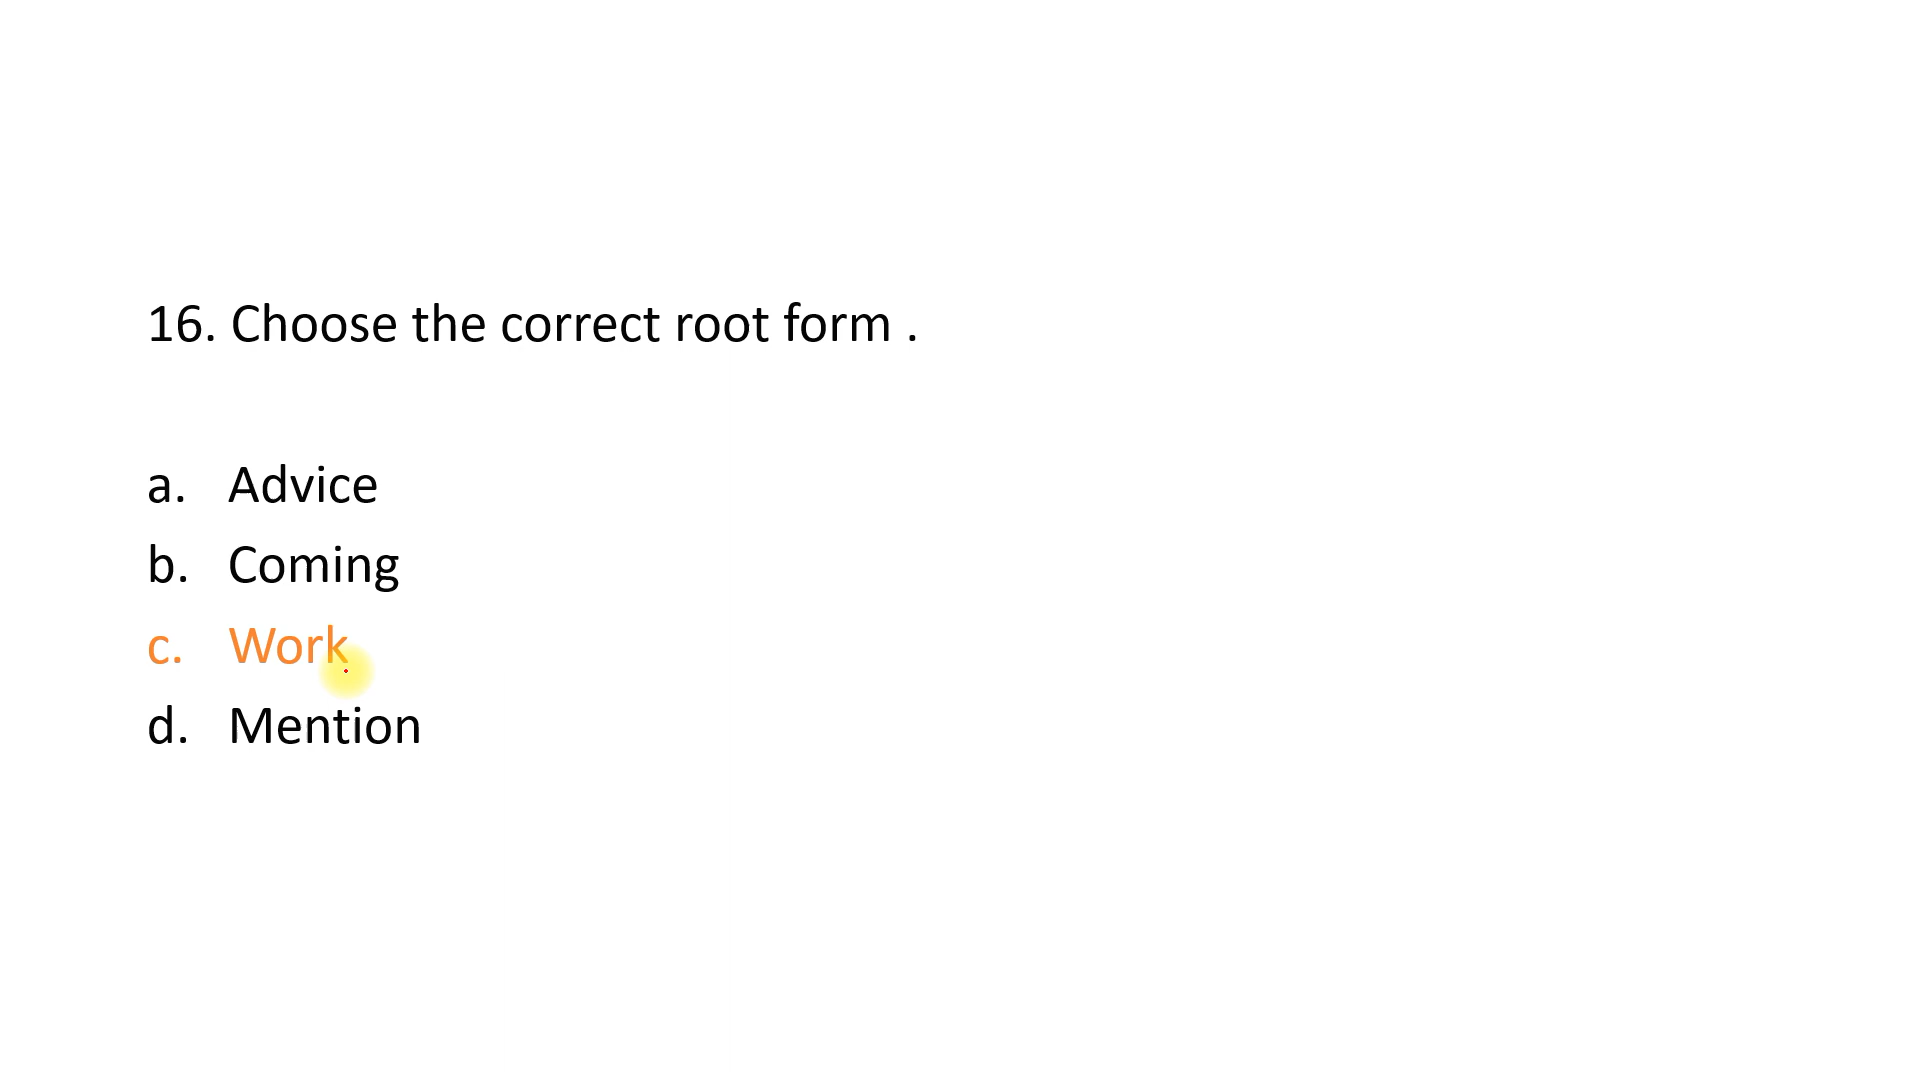 16. Choose the correct root form .
a. Advice
b. Coming
c. Work
d. Mention